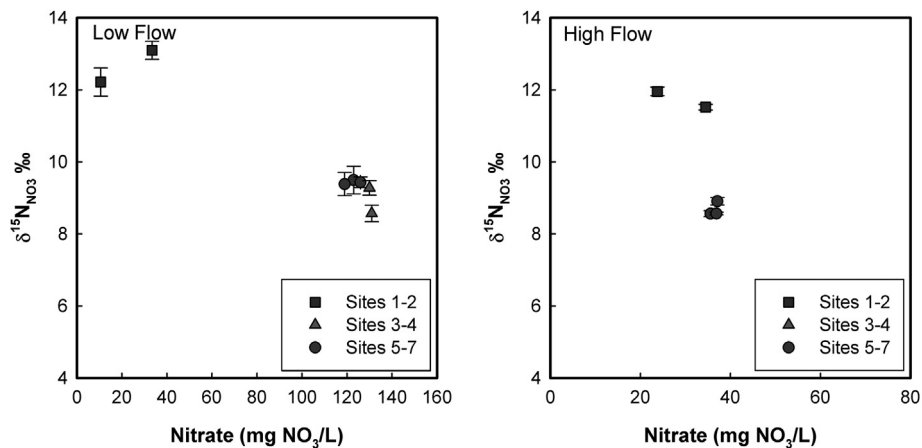 Low Flow
14
12
10
8
6
4
δ¹⁵N_NO3 ‰
Sites 1-2
Sites 3-4
Sites 5-7
0 20 40 60 80 100 120 140 160
Nitrate (mg NO₃/L)
High Flow
14
12
10
8
6
4
δ¹⁵N_NO3 ‰
Sites 1-2
Sites 3-4
Sites 5-7
0 20 40 60 80
Nitrate (mg NO₃/L)